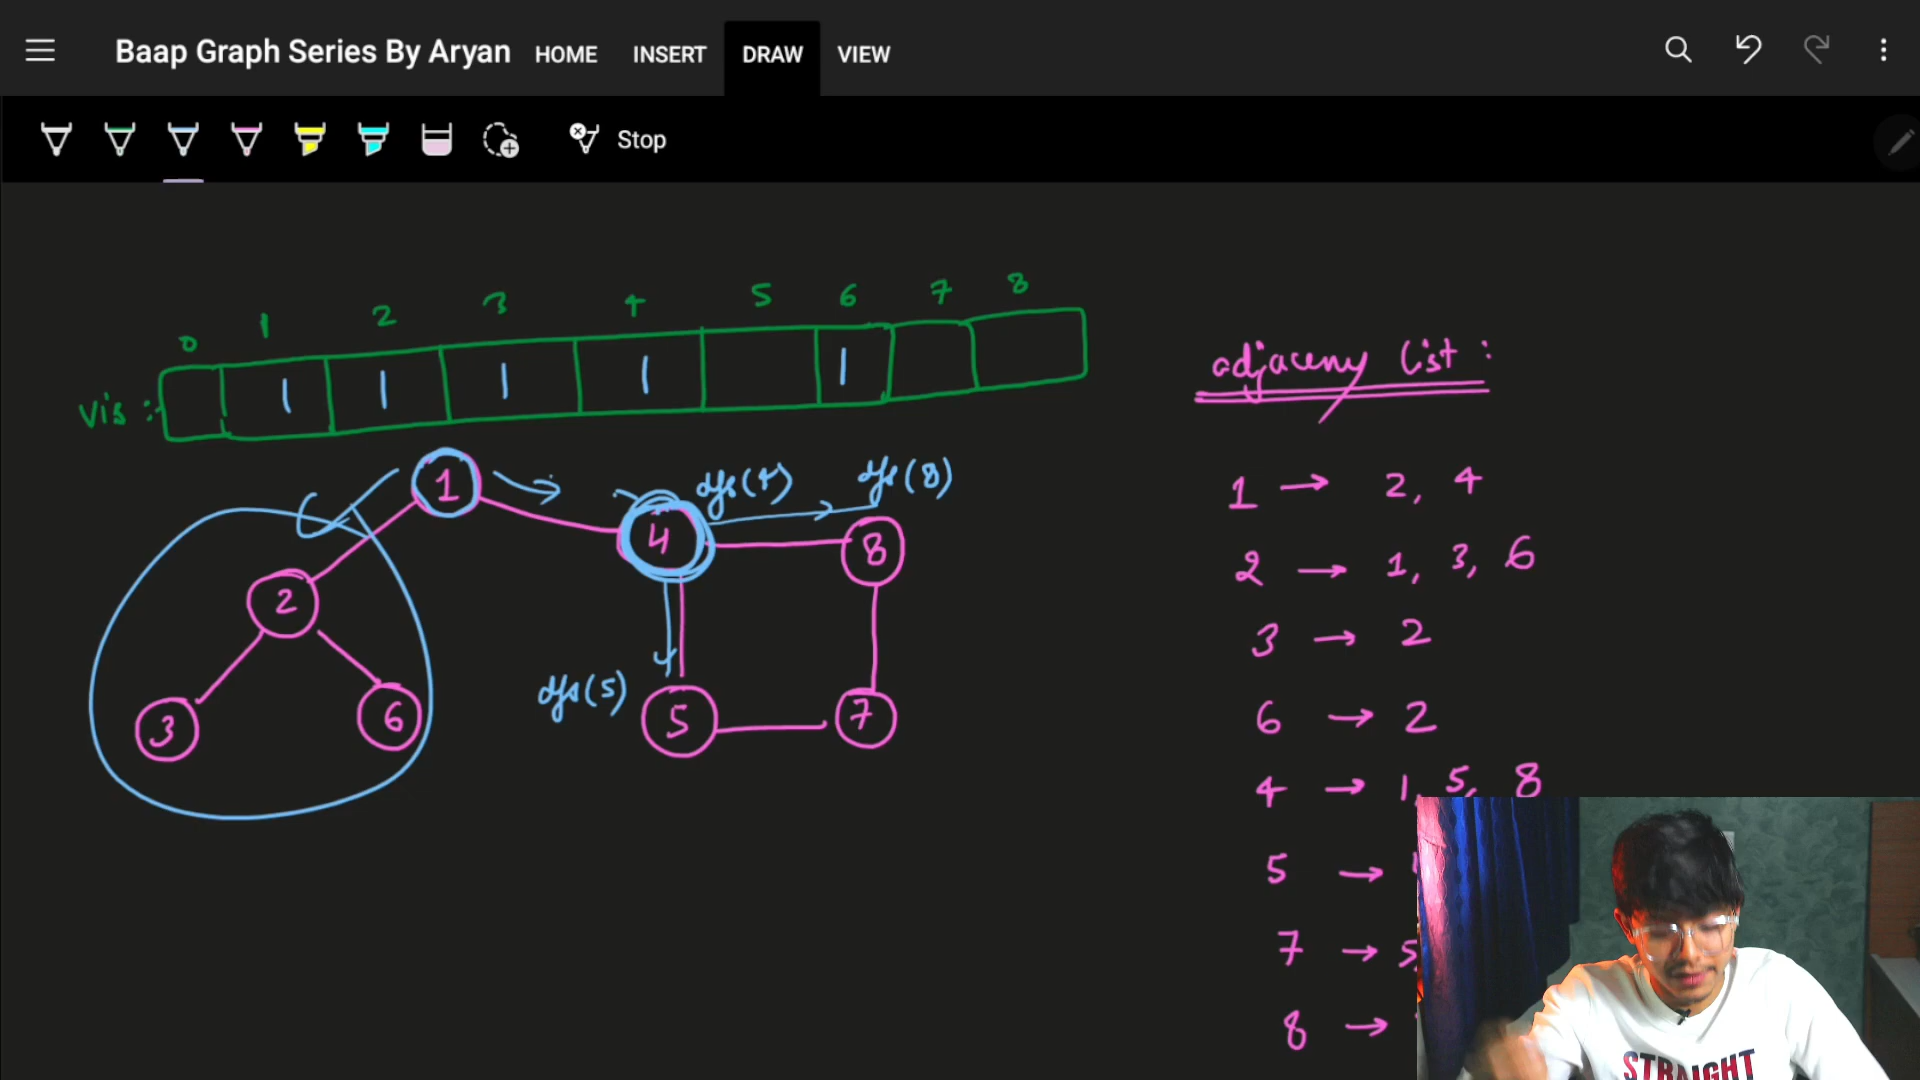 Baap Graph Series By Aryan HOME INSERT DRAW VIEW
Stop
0 1 2 3 4 5 6 7 8
vis : 1 1 1 1 1
adjaceny list :
1 dfs(4) dfs(8)
4 8
2
dfs(5)
3 6 5 7
1 → 2, 4
2 → 1, 3, 6
3 → 2
6 → 2
4 → 1, 5, 8
5 →
7 → 5,
8 →
STRAIGHT